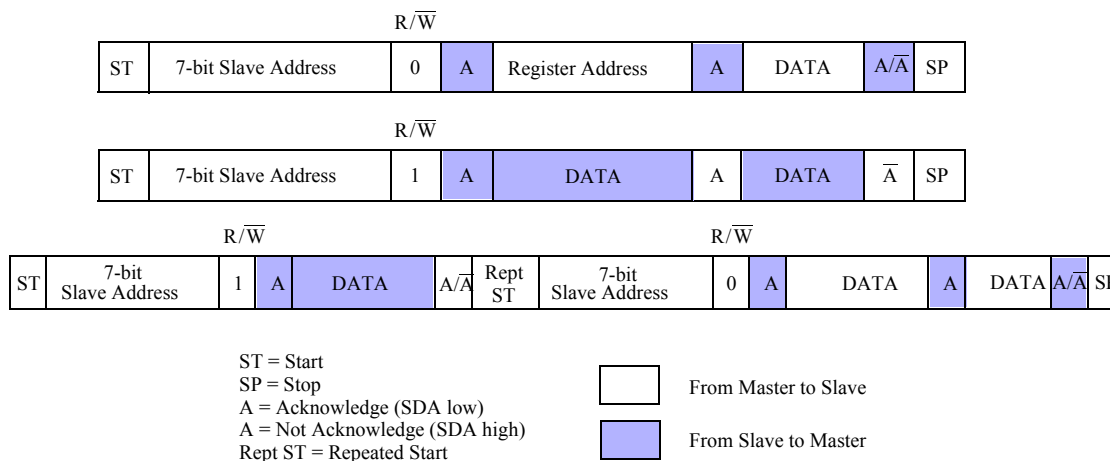 R/W̅
ST 7-bit Slave Address 0 A Register Address A DATA A/A̅ SP
R/W̅
ST 7-bit Slave Address 1 A DATA A DATA A̅ SP
R/W̅ R/W̅
ST 7-bit Slave Address 1 A DATA A/A̅ Rept ST 7-bit Slave Address 0 A DATA A DATA A/A̅ SP
ST = Start
SP = Stop
A = Acknowledge (SDA low)
A = Not Acknowledge (SDA high)
Rept ST = Repeated Start
From Master to Slave
From Slave to Master